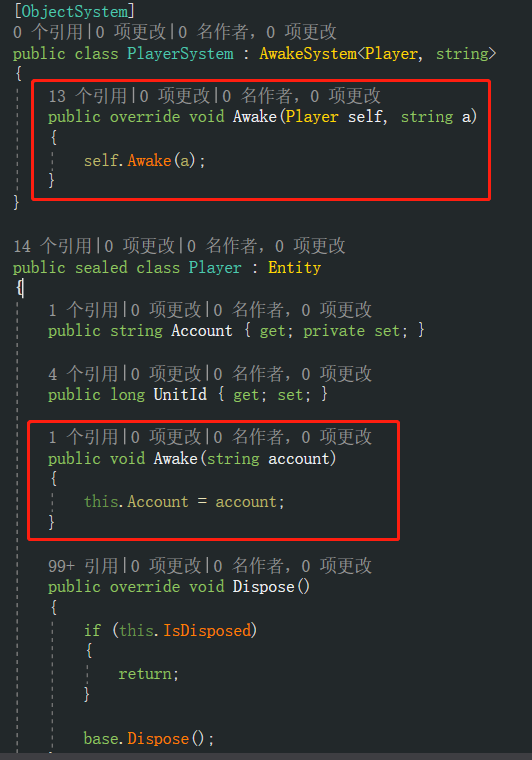 [ObjectSystem]
0 个引用|0 项更改|0 名作者，0 项更改
public class PlayerSystem : AwakeSystem<Player, string>
{
13 个引用|0 项更改|0 名作者，0 项更改
public override void Awake(Player self, string a)
{
self.Awake(a);
}
}
14 个引用|0 项更改|0 名作者，0 项更改
public sealed class Player : Entity
{
1 个引用|0 项更改|0 名作者，0 项更改
public string Account { get; private set; }
4 个引用|0 项更改|0 名作者，0 项更改
public long UnitId { get; set; }
1 个引用|0 项更改|0 名作者，0 项更改
public void Awake(string account)
{
this.Account = account;
}
99+ 引用|0 项更改|0 名作者，0 项更改
public override void Dispose()
{
if (this.IsDisposed)
{
return;
}
base.Dispose();